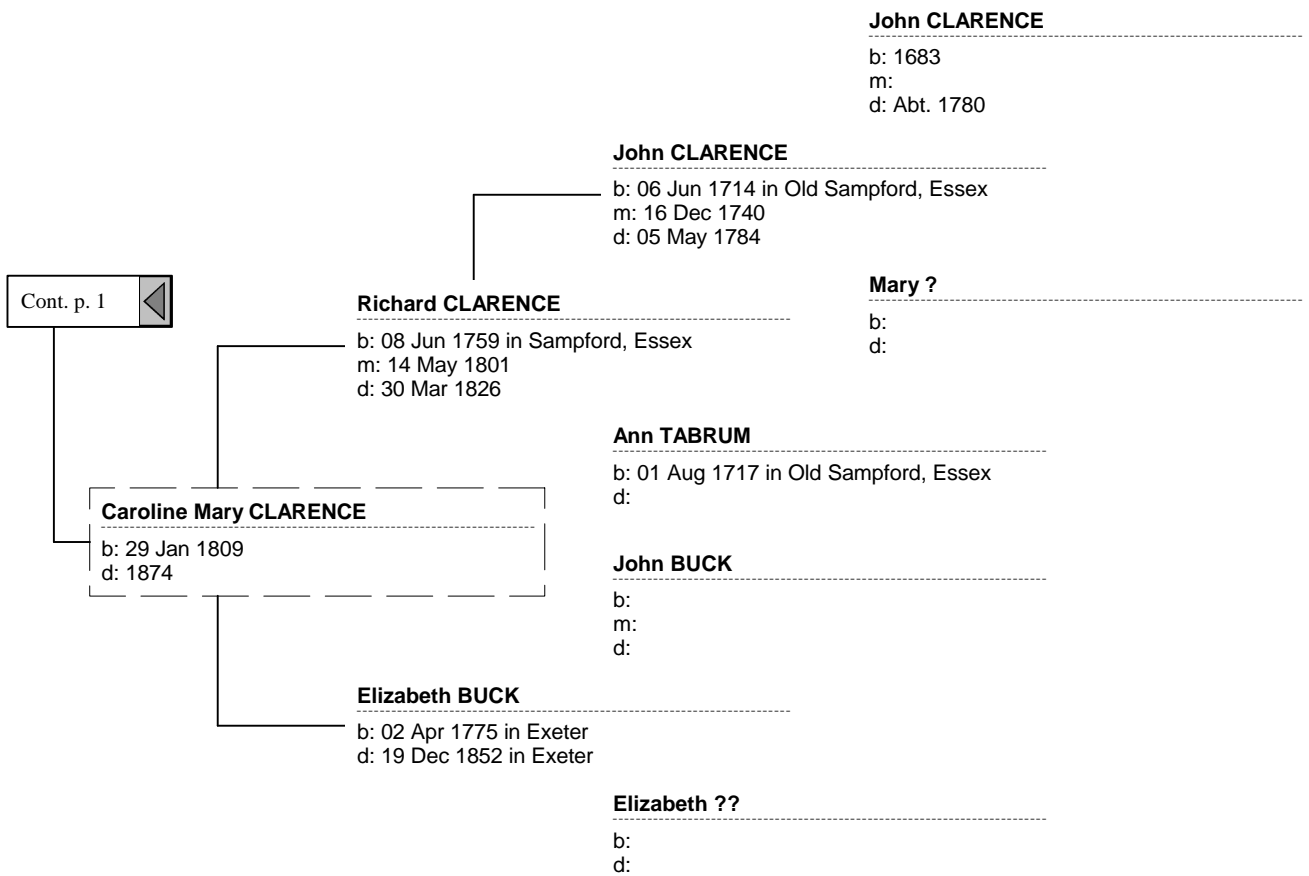 John CLARENCE
b: 1683
m:
d: Abt. 1780
John CLARENCE
b: 06 Jun 1714 in Old Sampford, Essex
m: 16 Dec 1740
d: 05 May 1784
Mary ?
b:
d:
Cont. p. 1
Richard CLARENCE
b: 08 Jun 1759 in Sampford, Essex
m: 14 May 1801
d: 30 Mar 1826
Ann TABRUM
b: 01 Aug 1717 in Old Sampford, Essex
d:
Caroline Mary CLARENCE
b: 29 Jan 1809
d: 1874
John BUCK
b:
m:
d:
Elizabeth BUCK
b: 02 Apr 1775 in Exeter
d: 19 Dec 1852 in Exeter
Elizabeth ??
b:
d: